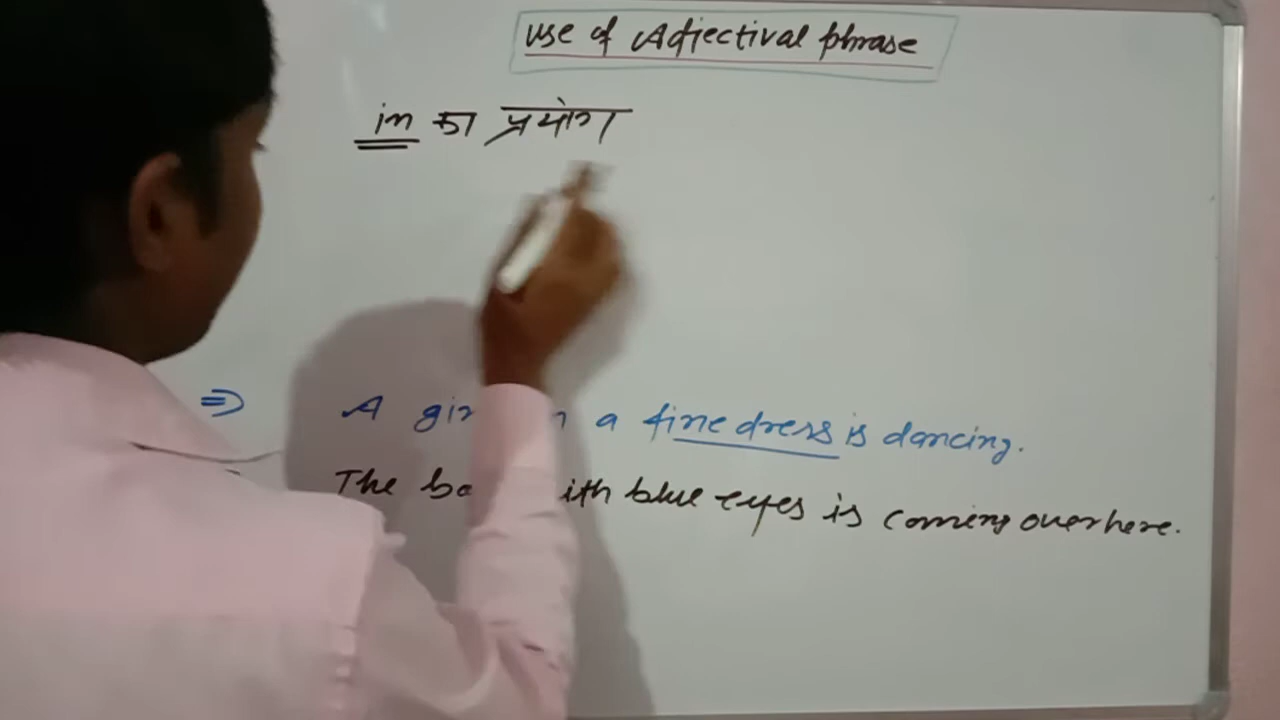 use of Adjectival phrase
in का प्रयोग
⇒ A a fine dress is dancing.
The blue eyes is coming over here.